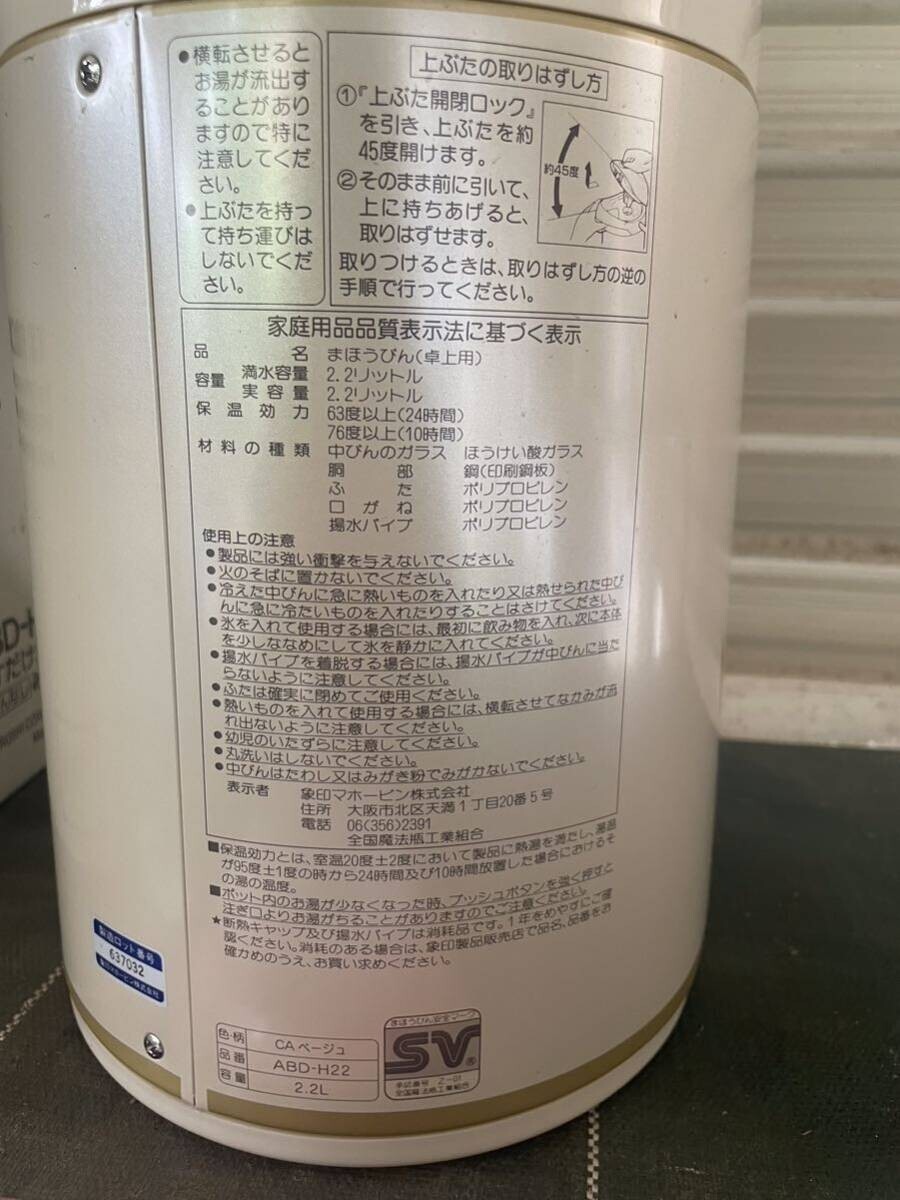 ●横転させると
お湯が流出す
ることがあり
ますので特に
注意してくだ
さい。
●上ぶたを持っ
て持ち運びは
しないでくだ
さい。
上ぶたの取りはずし方
①『上ぶた開閉ロック』
を引き、上ぶたを約
45度開けます。
②そのまま前に引いて、
上に持ちあげると、
取りはずせます。
取りつけるときは、取りはずし方の逆の
手順で行ってください。
約45度
家庭用品品質表示法に基づく表示
品名 まほうびん(卓上用)
容量 満水容量 2.2リットル
実容量 2.2リットル
保温効力 63度以上(24時間)
76度以上(10時間)
材料の種類 中びんのガラス ほうけい酸ガラス
胴部 鋼(印刷鋼板)
ふた ポリプロピレン
口がね ポリプロピレン
揚水パイプ ポリプロピレン
使用上の注意
●製品には強い衝撃を与えないでください。
●火のそばに置かないでください。
●冷えた中びんに急に熱いものを入れたり又は熱せられた中び
んに急に冷たいものを入れたりすることはさけてください。
●氷を入れて使用する場合には、最初に飲み物を入れ、次に本体
を少しななめにして氷を静かに入れてください。
●揚水パイプを着脱する場合には、揚水パイプが中びんに当た
らないように注意してください。
●ふたは確実に閉めてご使用ください。
●熱いものを入れて使用する場合には、横転させてなかみが流
れ出ないように注意してください。
●幼児のいたずらに注意してください。
●丸洗いはしないでください。
●中びんはたわし又はみがき粉でみがかないでください。
表示者 象印マホービン株式会社
住所 大阪市北区天満1丁目20番5号
電話 06(356)2391
全国魔法瓶工業組合
■保温効力とは、室温20度±2度において製品に熱湯を満たし、湯温
が95度±1度の時から24時間及び10時間放置した場合におけるそ
の湯の温度。
■ポット内のお湯が少なくなった時、プッシュボタンを強く押すと
注ぎ口よりお湯がちることがありますのでご注意ください。
★断熱キャップ及び揚水パイプは消耗品です。1年をめやすにご確
認ください。消耗のある場合は、象印製品販売店で品名、品番をお
確かめのうえ、お買い求めください。
製造ロット番号
637032
象印マホービン株式会社
色・柄 CA ベージュ
品番 ABD-H22
容量 2.2L
まほうびん安全マーク
SV®
承認番号 Z-01
全国魔法瓶工業組合